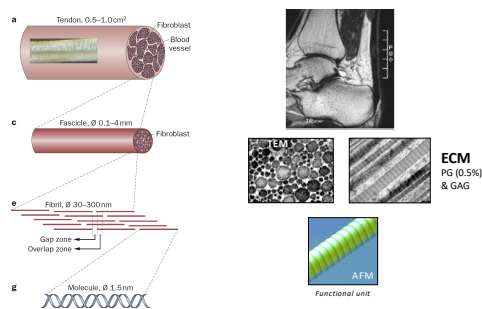 a
Tendon, 0.5–1.0 cm²
Fibroblast
Blood
vessel
c
Fascicle, Ø 0.1–4 mm
Fibroblast
e
Fibril, Ø 30–300 nm
Gap zone
Overlap zone
g
Molecule, Ø 1.5 nm
TEM
ECM
PG (0.5%)
& GAG
AFM
Functional unit